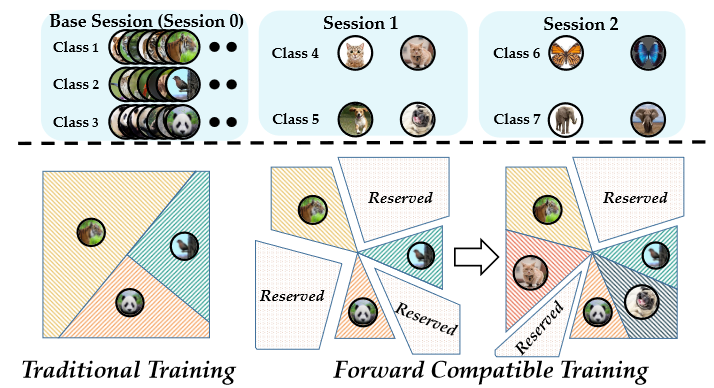 Base Session (Session 0)
Class 1
Class 2
Class 3
Session 1
Class 4
Class 5
Session 2
Class 6
Class 7
Reserved
Reserved
Reserved
Reserved
Reserved
Traditional Training
Forward Compatible Training